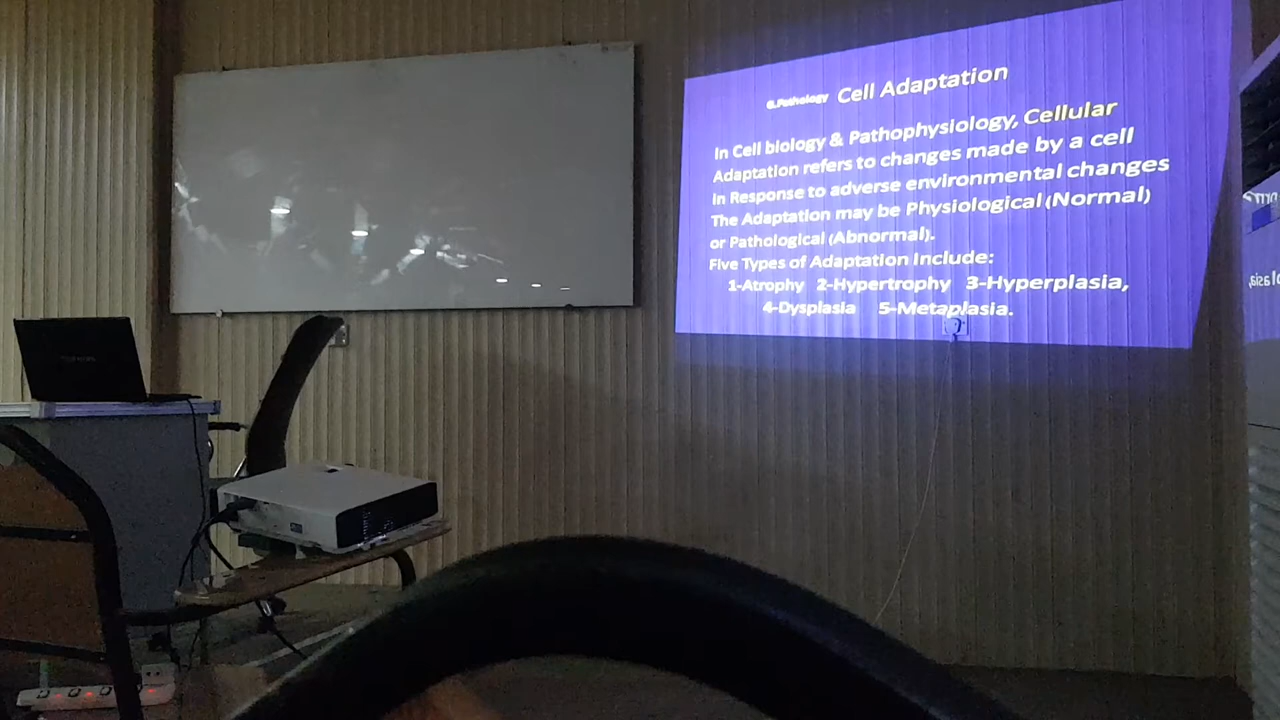 G.Pathology Cell Adaptation
In Cell biology & Pathophysiology, Cellular
Adaptation refers to changes made by a cell
In Response to adverse environmental changes
The Adaptation may be Physiological (Normal)
or Pathological (Abnormal).
Five Types of Adaptation Include:
1-Atrophy 2-Hypertrophy 3-Hyperplasia,
4-Dysplasia 5-Metaplasia.